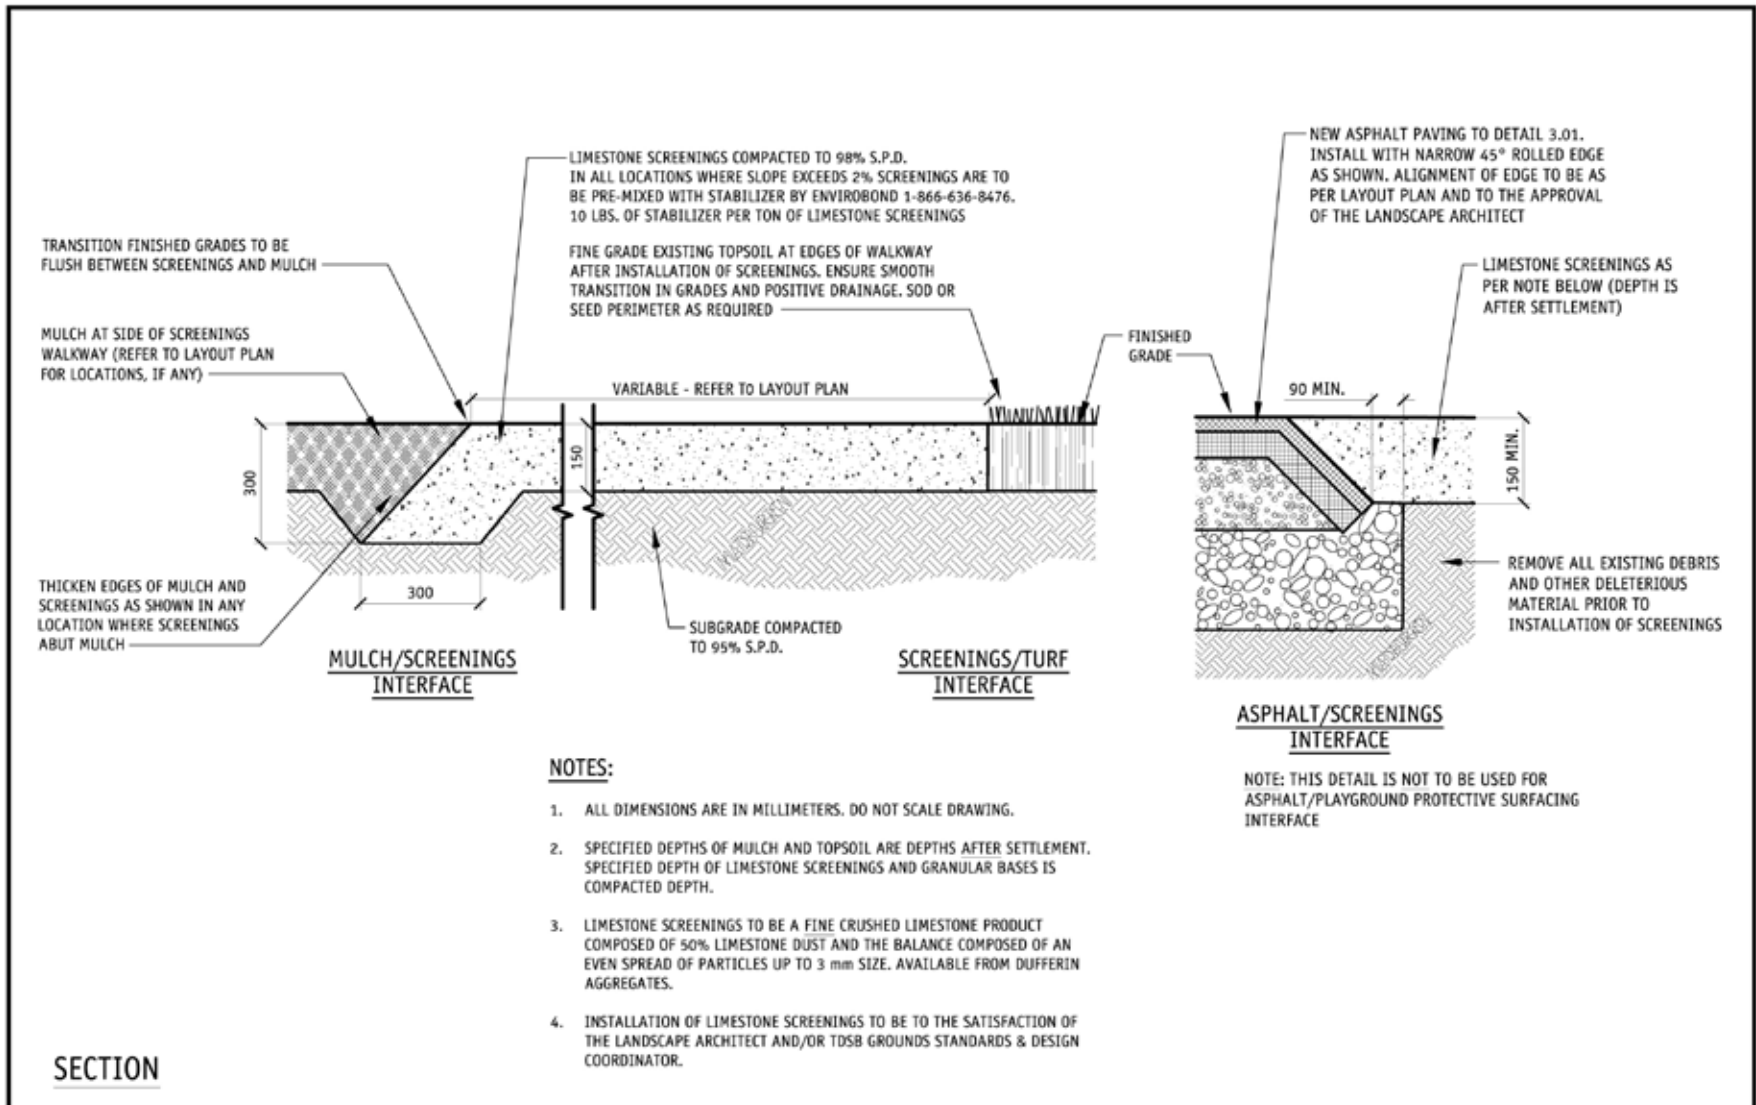 LIMESTONE SCREENINGS COMPACTED TO 98% S.P.D.
IN ALL LOCATIONS WHERE SLOPE EXCEEDS 2% SCREENINGS ARE TO
BE PRE-MIXED WITH STABILIZER BY ENVIROBOND 1-866-636-8476.
10 LBS. OF STABILIZER PER TON OF LIMESTONE SCREENINGS
FINE GRADE EXISTING TOPSOIL AT EDGES OF WALKWAY
AFTER INSTALLATION OF SCREENINGS. ENSURE SMOOTH
TRANSITION IN GRADES AND POSITIVE DRAINAGE. SOD OR
SEED PERIMETER AS REQUIRED
TRANSITION FINISHED GRADES TO BE
FLUSH BETWEEN SCREENINGS AND MULCH
MULCH AT SIDE OF SCREENINGS
WALKWAY (REFER TO LAYOUT PLAN
FOR LOCATIONS, IF ANY)
THICKEN EDGES OF MULCH AND
SCREENINGS AS SHOWN IN ANY
LOCATION WHERE SCREENINGS
ABUT MULCH
VARIABLE - REFER TO LAYOUT PLAN
300
150
300
SUBGRADE COMPACTED
TO 95% S.P.D.
MULCH/SCREENINGS
INTERFACE
SCREENINGS/TURF
INTERFACE
NEW ASPHALT PAVING TO DETAIL 3.01.
INSTALL WITH NARROW 45° ROLLED EDGE
AS SHOWN. ALIGNMENT OF EDGE TO BE AS
PER LAYOUT PLAN AND TO THE APPROVAL
OF THE LANDSCAPE ARCHITECT
LIMESTONE SCREENINGS AS
PER NOTE BELOW (DEPTH IS
AFTER SETTLEMENT)
FINISHED
GRADE
90 MIN.
150 MIN.
REMOVE ALL EXISTING DEBRIS
AND OTHER DELETERIOUS
MATERIAL PRIOR TO
INSTALLATION OF SCREENINGS
ASPHALT/SCREENINGS
INTERFACE
NOTE: THIS DETAIL IS NOT TO BE USED FOR
ASPHALT/PLAYGROUND PROTECTIVE SURFACING
INTERFACE
NOTES:
1. ALL DIMENSIONS ARE IN MILLIMETERS. DO NOT SCALE DRAWING.
2. SPECIFIED DEPTHS OF MULCH AND TOPSOIL ARE DEPTHS AFTER SETTLEMENT.
SPECIFIED DEPTH OF LIMESTONE SCREENINGS AND GRANULAR BASES IS
COMPACTED DEPTH.
3. LIMESTONE SCREENINGS TO BE A FINE CRUSHED LIMESTONE PRODUCT
COMPOSED OF 50% LIMESTONE DUST AND THE BALANCE COMPOSED OF AN
EVEN SPREAD OF PARTICLES UP TO 3 mm SIZE. AVAILABLE FROM DUFFERIN
AGGREGATES.
4. INSTALLATION OF LIMESTONE SCREENINGS TO BE TO THE SATISFACTION OF
THE LANDSCAPE ARCHITECT AND/OR TDSB GROUNDS STANDARDS & DESIGN
COORDINATOR.
SECTION